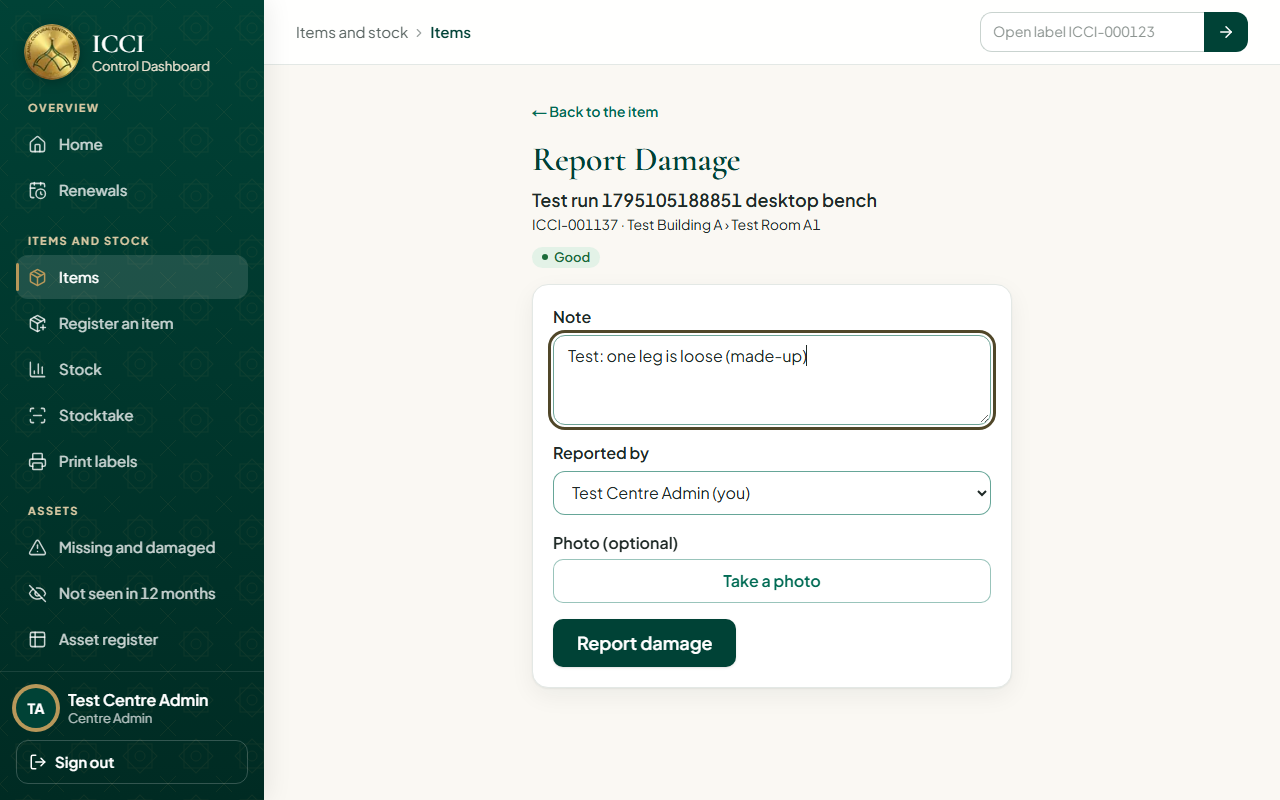 ICCI
Control Dashboard
OVERVIEW
Home
Renewals
ITEMS AND STOCK
Items
Register an item
Stock
Stocktake
Print labels
ASSETS
Missing and damaged
Not seen in 12 months
Asset register
TA
Test Centre Admin
Centre Admin
Sign out
Items and stock › Items
Open label ICCI-000123
← Back to the item
Report Damage
Test run 1795105188851 desktop bench
ICCI-001137 · Test Building A › Test Room A1
Good
Note
Test: one leg is loose (made-up)
Reported by
Test Centre Admin (you)
Photo (optional)
Take a photo
Report damage